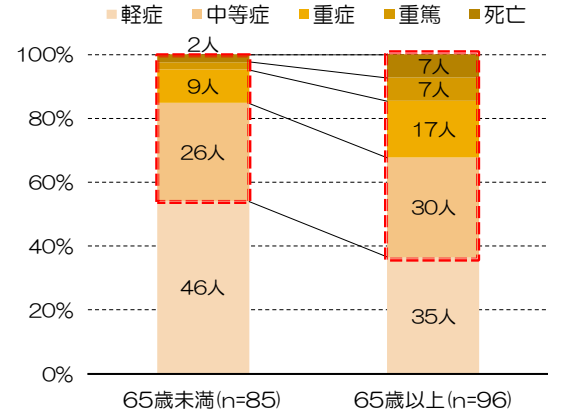 軽症 中等症 重症 重篤 死亡
100%
80%
60%
40%
20%
0%
2人
9人
26人
46人
7人
7人
17人
30人
35人
65歳未満(n=85) 65歳以上(n=96)